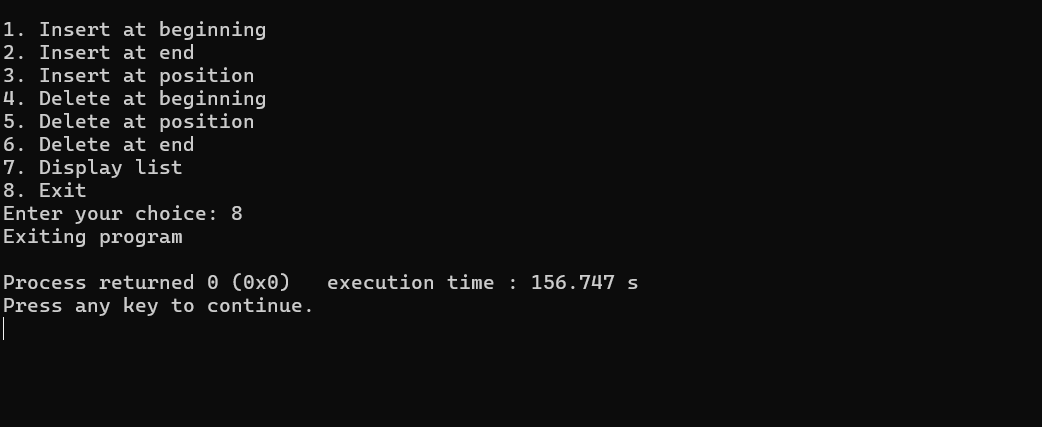 1. Insert at beginning
2. Insert at end
3. Insert at position
4. Delete at beginning
5. Delete at position
6. Delete at end
7. Display list
8. Exit
Enter your choice: 8
Exiting program
Process returned 0 (0x0)   execution time : 156.747 s
Press any key to continue.